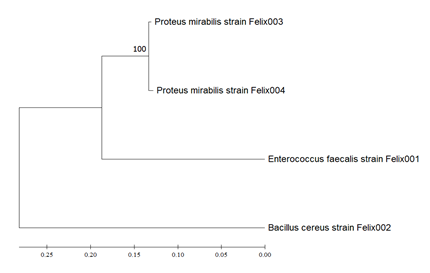 Proteus mirabilis strain Felix003
100
Proteus mirabilis strain Felix004
Enterococcus faecalis strain Felix001
Bacillus cereus strain Felix002
0.25 0.20 0.15 0.10 0.05 0.00